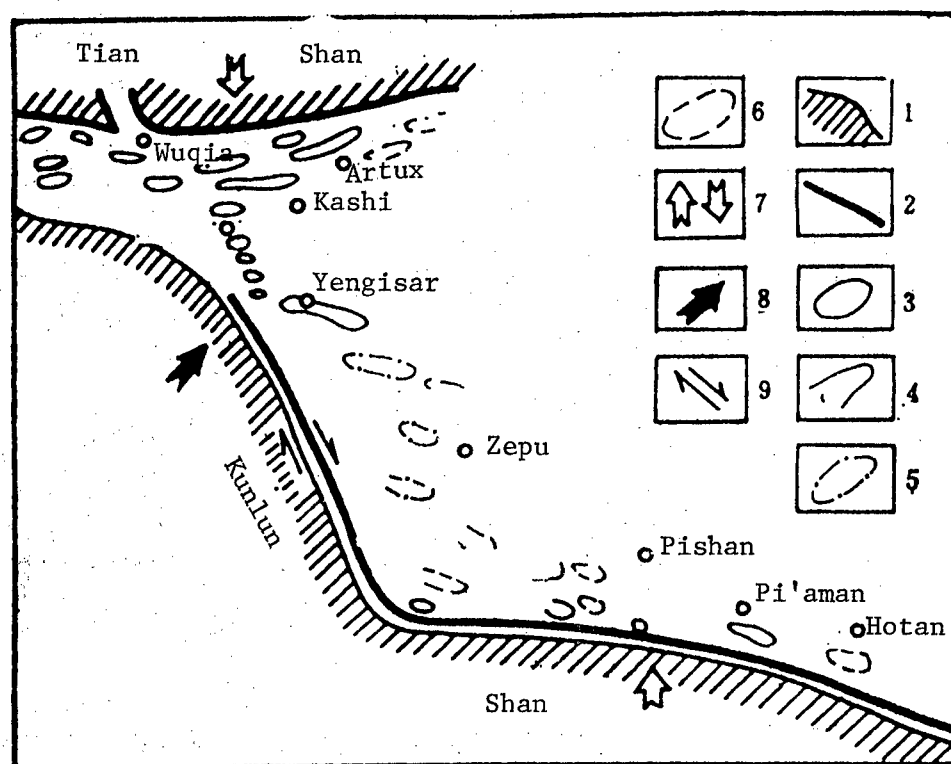 Tian Shan
6 1
Wuqia
Artux
7 2
Kashi
Yengisar
8 3
9 4
Zepu
Kunlun
5
Pishan
Pi'aman
Hotan
Shan